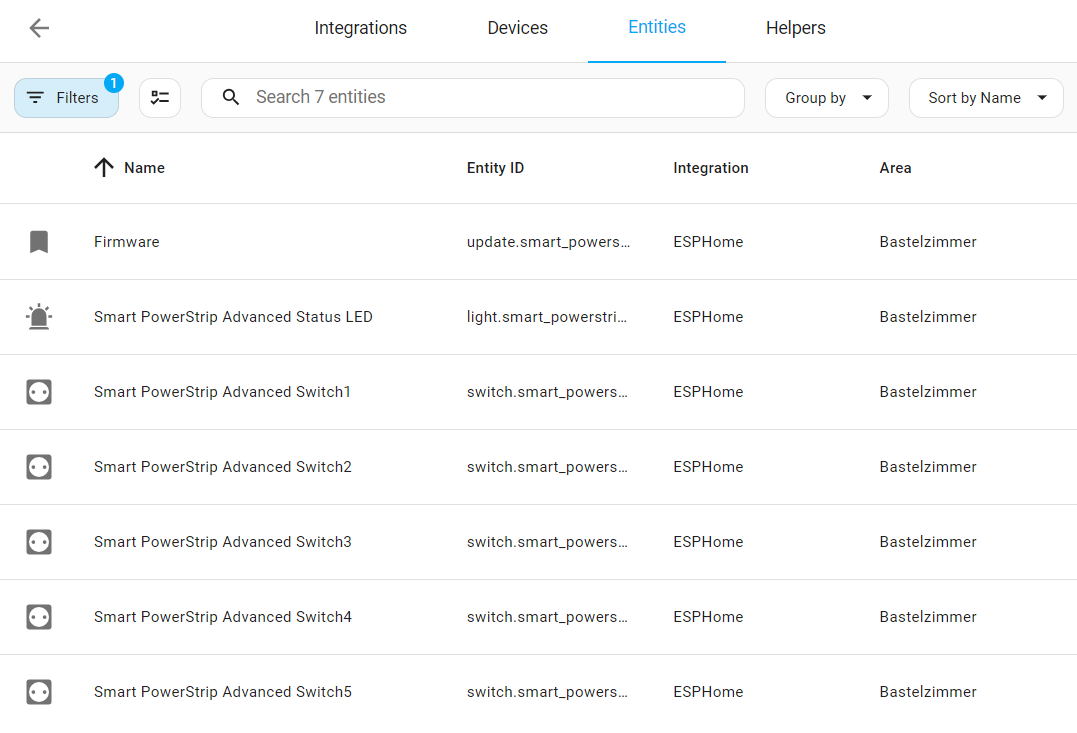 Integrations Devices Entities Helpers
Filters 1 Search 7 entities Group by Sort by Name
Name Entity ID Integration Area
Firmware update.smart_powers… ESPHome Bastelzimmer
Smart PowerStrip Advanced Status LED light.smart_powerstri… ESPHome Bastelzimmer
Smart PowerStrip Advanced Switch1 switch.smart_powers… ESPHome Bastelzimmer
Smart PowerStrip Advanced Switch2 switch.smart_powers… ESPHome Bastelzimmer
Smart PowerStrip Advanced Switch3 switch.smart_powers… ESPHome Bastelzimmer
Smart PowerStrip Advanced Switch4 switch.smart_powers… ESPHome Bastelzimmer
Smart PowerStrip Advanced Switch5 switch.smart_powers… ESPHome Bastelzimmer